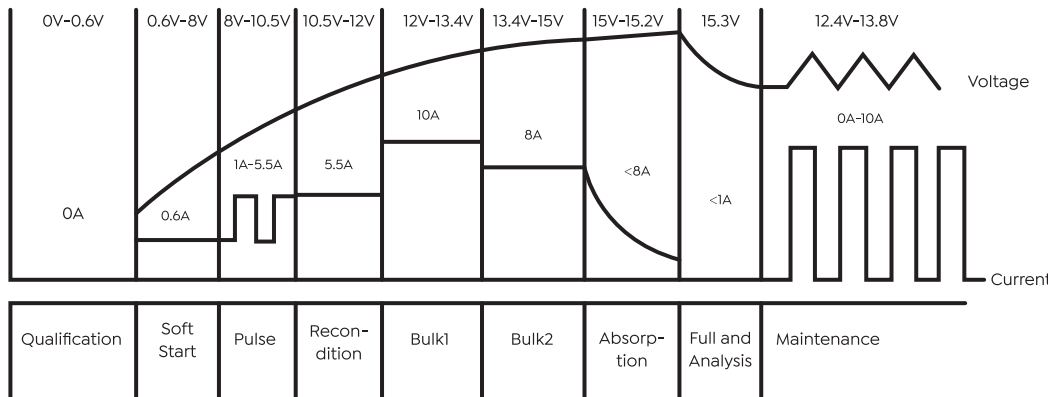 0V-0.6V
0.6V-8V
8V-10.5V
10.5V-12V
12V-13.4V
13.4V-15V
15V-15.2V
15.3V
12.4V-13.8V
Voltage
10A
0A-10A
8A
1A-5.5A
5.5A
<8A
<1A
0A
0.6A
Current
Qualification
Soft
Start
Pulse
Recon-
dition
Bulk1
Bulk2
Absorp-
tion
Full and
Analysis
Maintenance